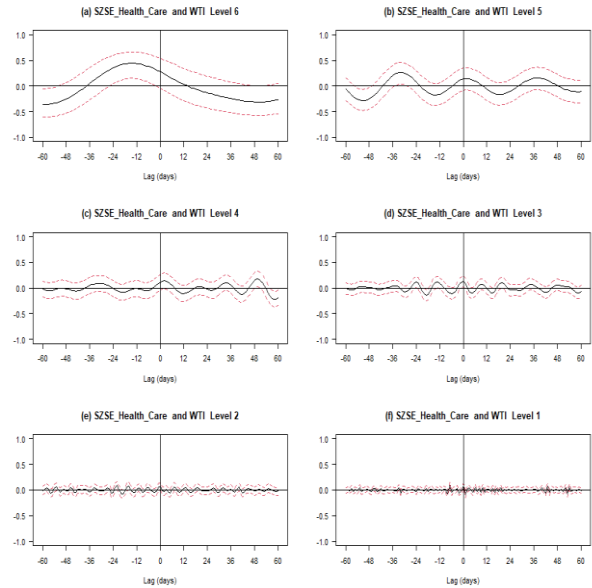 (a) SZSE_Health_Care and WTI Level 6
1.0
0.5
0.0
-0.5
-1.0
-60 -48 -36 -24 -12 0 12 24 36 48 60
Lag (days)
(b) SZSE_Health_Care and WTI Level 5
1.0
0.5
0.0
-0.5
-1.0
-60 -48 -36 -24 -12 0 12 24 36 48 60
Lag (days)
(c) SZSE_Health_Care and WTI Level 4
1.0
0.5
0.0
-0.5
-1.0
-60 -48 -36 -24 -12 0 12 24 36 48 60
Lag (days)
(d) SZSE_Health_Care and WTI Level 3
1.0
0.5
0.0
-0.5
-1.0
-60 -48 -36 -24 -12 0 12 24 36 48 60
Lag (days)
(e) SZSE_Health_Care and WTI Level 2
1.0
0.5
0.0
-0.5
-1.0
-60 -48 -36 -24 -12 0 12 24 36 48 60
Lag (days)
(f) SZSE_Health_Care and WTI Level 1
1.0
0.5
0.0
-0.5
-1.0
-60 -48 -36 -24 -12 0 12 24 36 48 60
Lag (days)